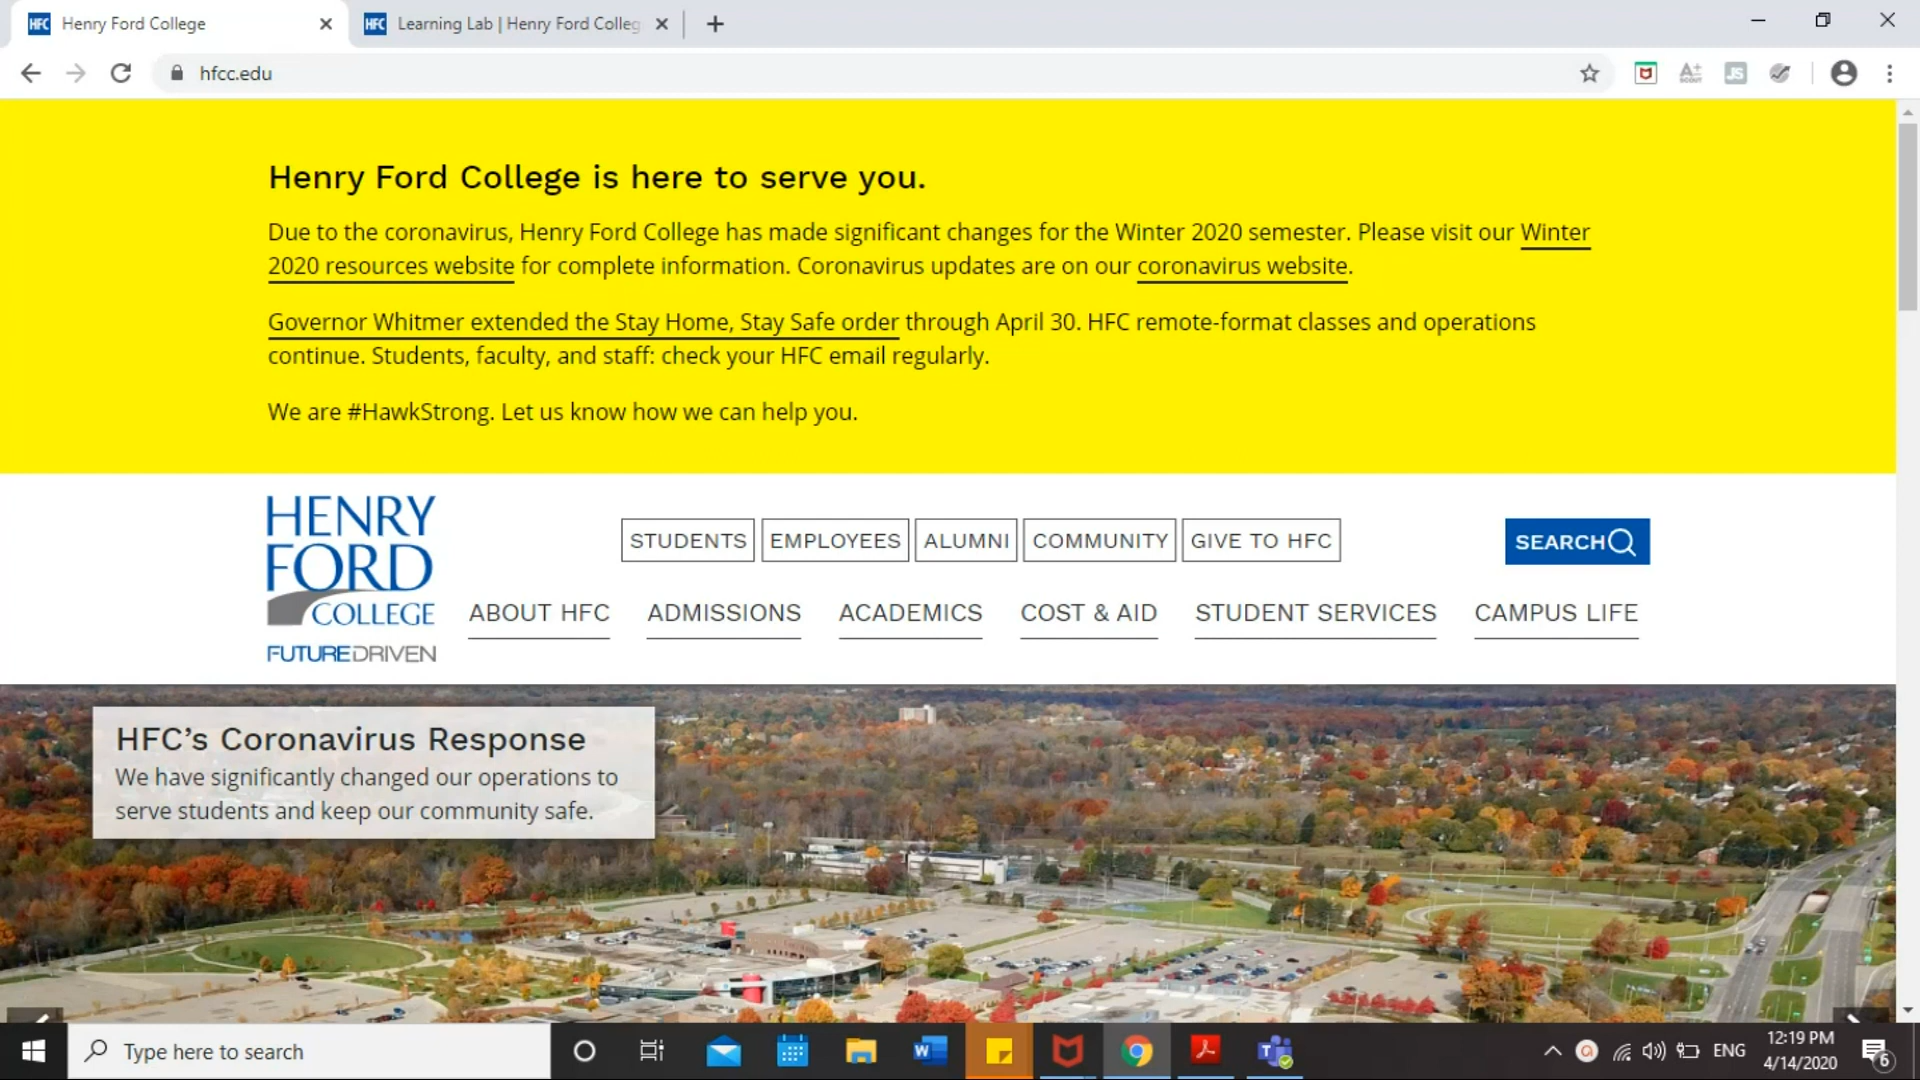 HFC Henry Ford College
HFC Learning Lab | Henry Ford Colleg
hfcc.edu
A+
SCOUT
JS
Henry Ford College is here to serve you.
Due to the coronavirus, Henry Ford College has made significant changes for the Winter 2020 semester. Please visit our Winter
2020 resources website for complete information. Coronavirus updates are on our coronavirus website.
Governor Whitmer extended the Stay Home, Stay Safe order through April 30. HFC remote-format classes and operations
continue. Students, faculty, and staff: check your HFC email regularly.
We are #HawkStrong. Let us know how we can help you.
HENRY
FORD
COLLEGE
FUTUREDRIVEN
STUDENTS EMPLOYEES ALUMNI COMMUNITY GIVE TO HFC
SEARCH
ABOUT HFC ADMISSIONS ACADEMICS COST & AID STUDENT SERVICES CAMPUS LIFE
HFC's Coronavirus Response
We have significantly changed our operations to
serve students and keep our community safe.
Type here to search
ENG
12:19 PM
4/14/2020
6